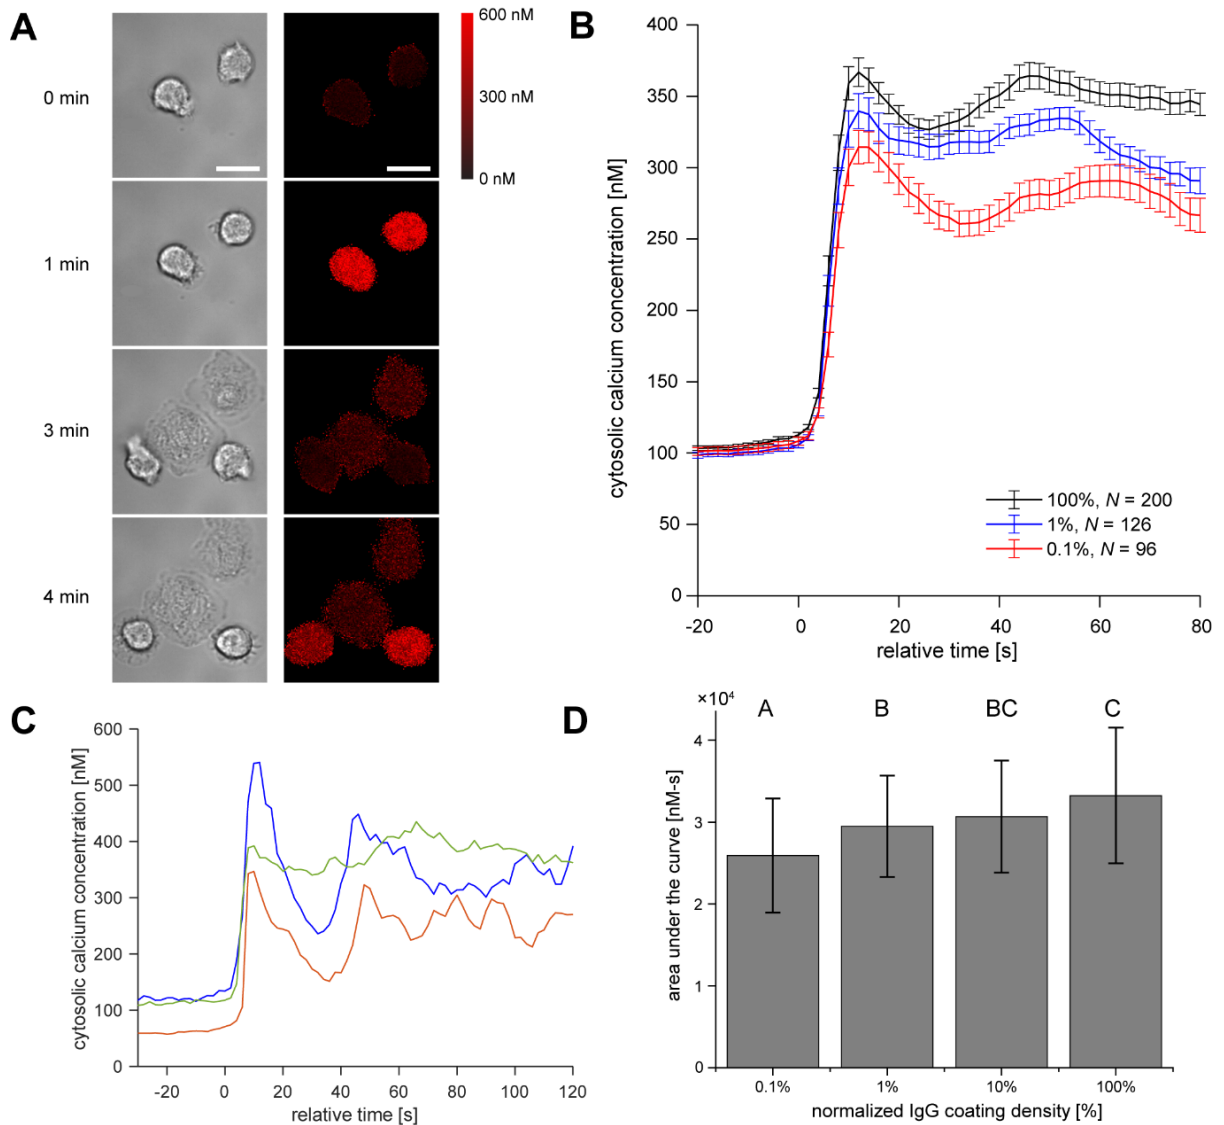 A
0 min
1 min
3 min
4 min
600 nM
300 nM
0 nM
B
cytosolic calcium concentration [nM]
400
350
300
250
200
150
100
50
0
-20
0
20
40
60
80
relative time [s]
100%, N = 200
1%, N = 126
0.1%, N = 96
C
cytosolic calcium concentration [nM]
600
500
400
300
200
100
0
-20
0
20
40
60
80
100
120
relative time [s]
D
×10⁴
area under the curve [nM-s]
4
3
2
1
0
A
B
BC
C
0.1%
1%
10%
100%
normalized IgG coating density [%]